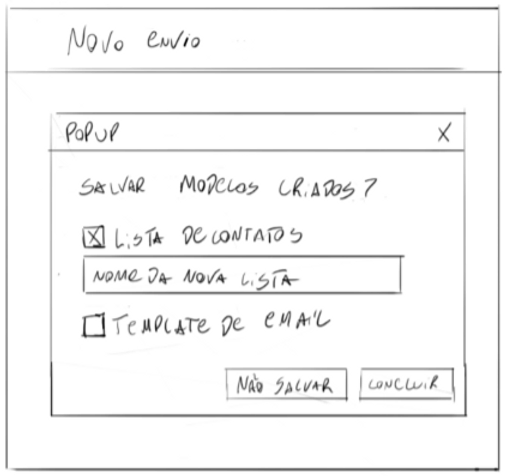 Novo envio
POPUP X
SALVAR MODELOS CRIADOS?
LISTA DE CONTATOS
NOME DA NOVA LISTA
TEMPLATE DE EMAIL
NÃO SALVAR CONCLUIR